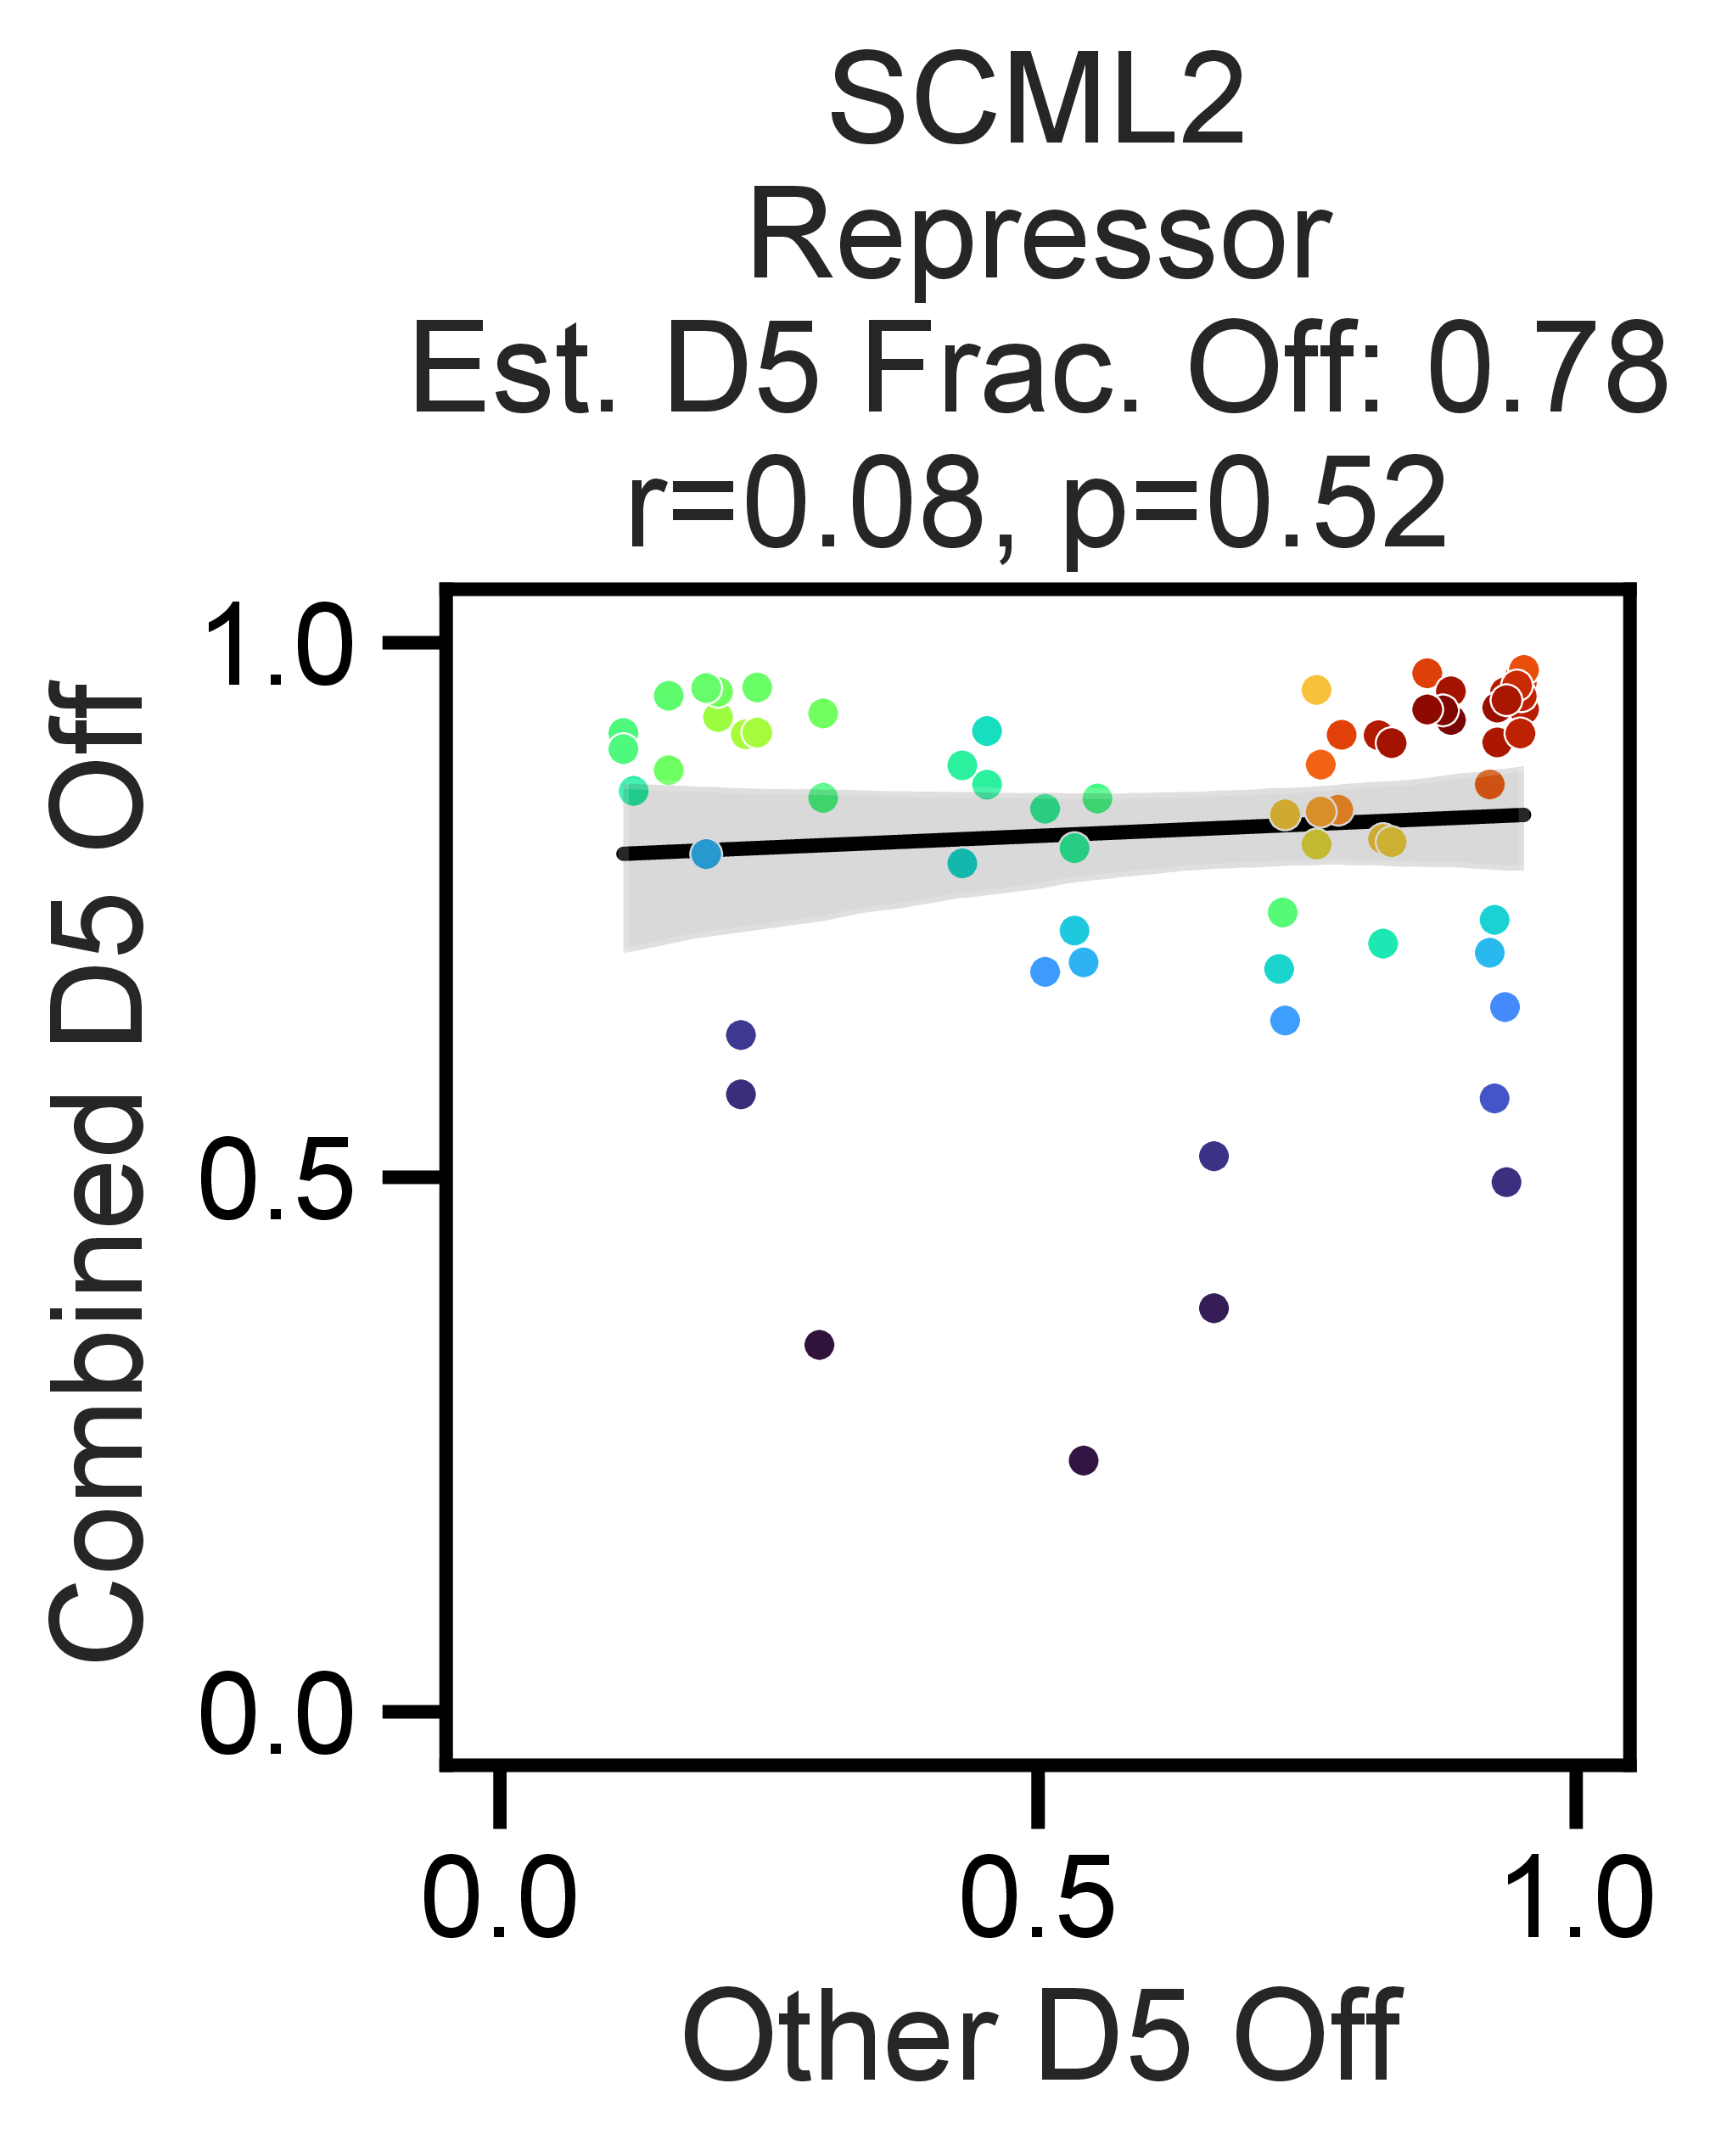 SCML2
Repressor
Est. D5 Frac. Off: 0.78
r=0.08, p=0.52
Combined D5 Off
1.0
0.5
0.0
0.0 0.5 1.0
Other D5 Off